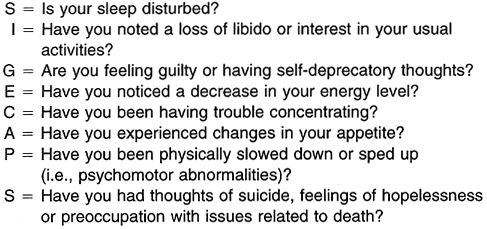 S = Is your sleep disturbed?
I = Have you noted a loss of libido or interest in your usual
activities?
G = Are you feeling guilty or having self-deprecatory thoughts?
E = Have you noticed a decrease in your energy level?
C = Have you been having trouble concentrating?
A = Have you experienced changes in your appetite?
P = Have you been physically slowed down or sped up
(i.e., psychomotor abnormalities)?
S = Have you had thoughts of suicide, feelings of hopelessness
or preoccupation with issues related to death?